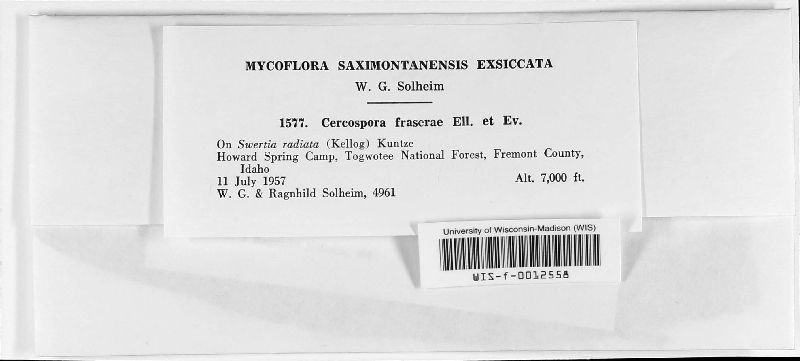 MYCOFLORA SAXIMONTANENSIS EXSICCATA
W. G. Solheim
1577. Cercospora fraserae Ell. et Ev.
On Swertia radiata (Kellog) Kuntze
Howard Spring Camp, Togwotee National Forest, Fremont County,
Idaho
11 July 1957 Alt. 7,000 ft.
W. G. & Ragnhild Solheim, 4961
University of Wisconsin-Madison (WIS)
WIS-f-0012558